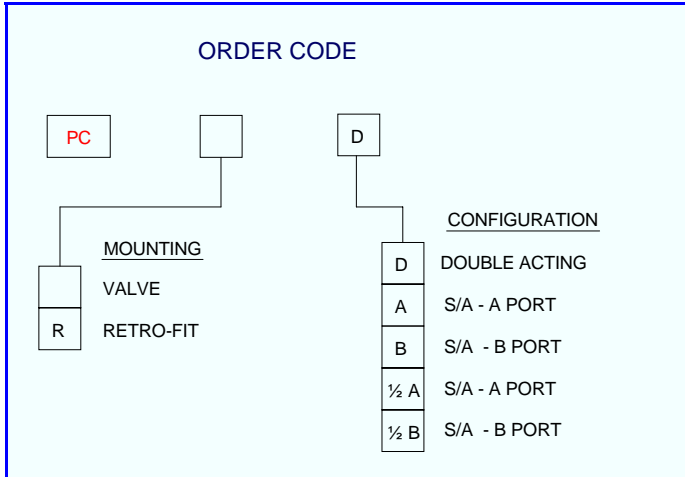 ORDER CODE
PC
D
MOUNTING
VALVE
R RETRO-FIT
CONFIGURATION
D DOUBLE ACTING
A S/A - A PORT
B S/A - B PORT
½ A S/A - A PORT
½ B S/A - B PORT